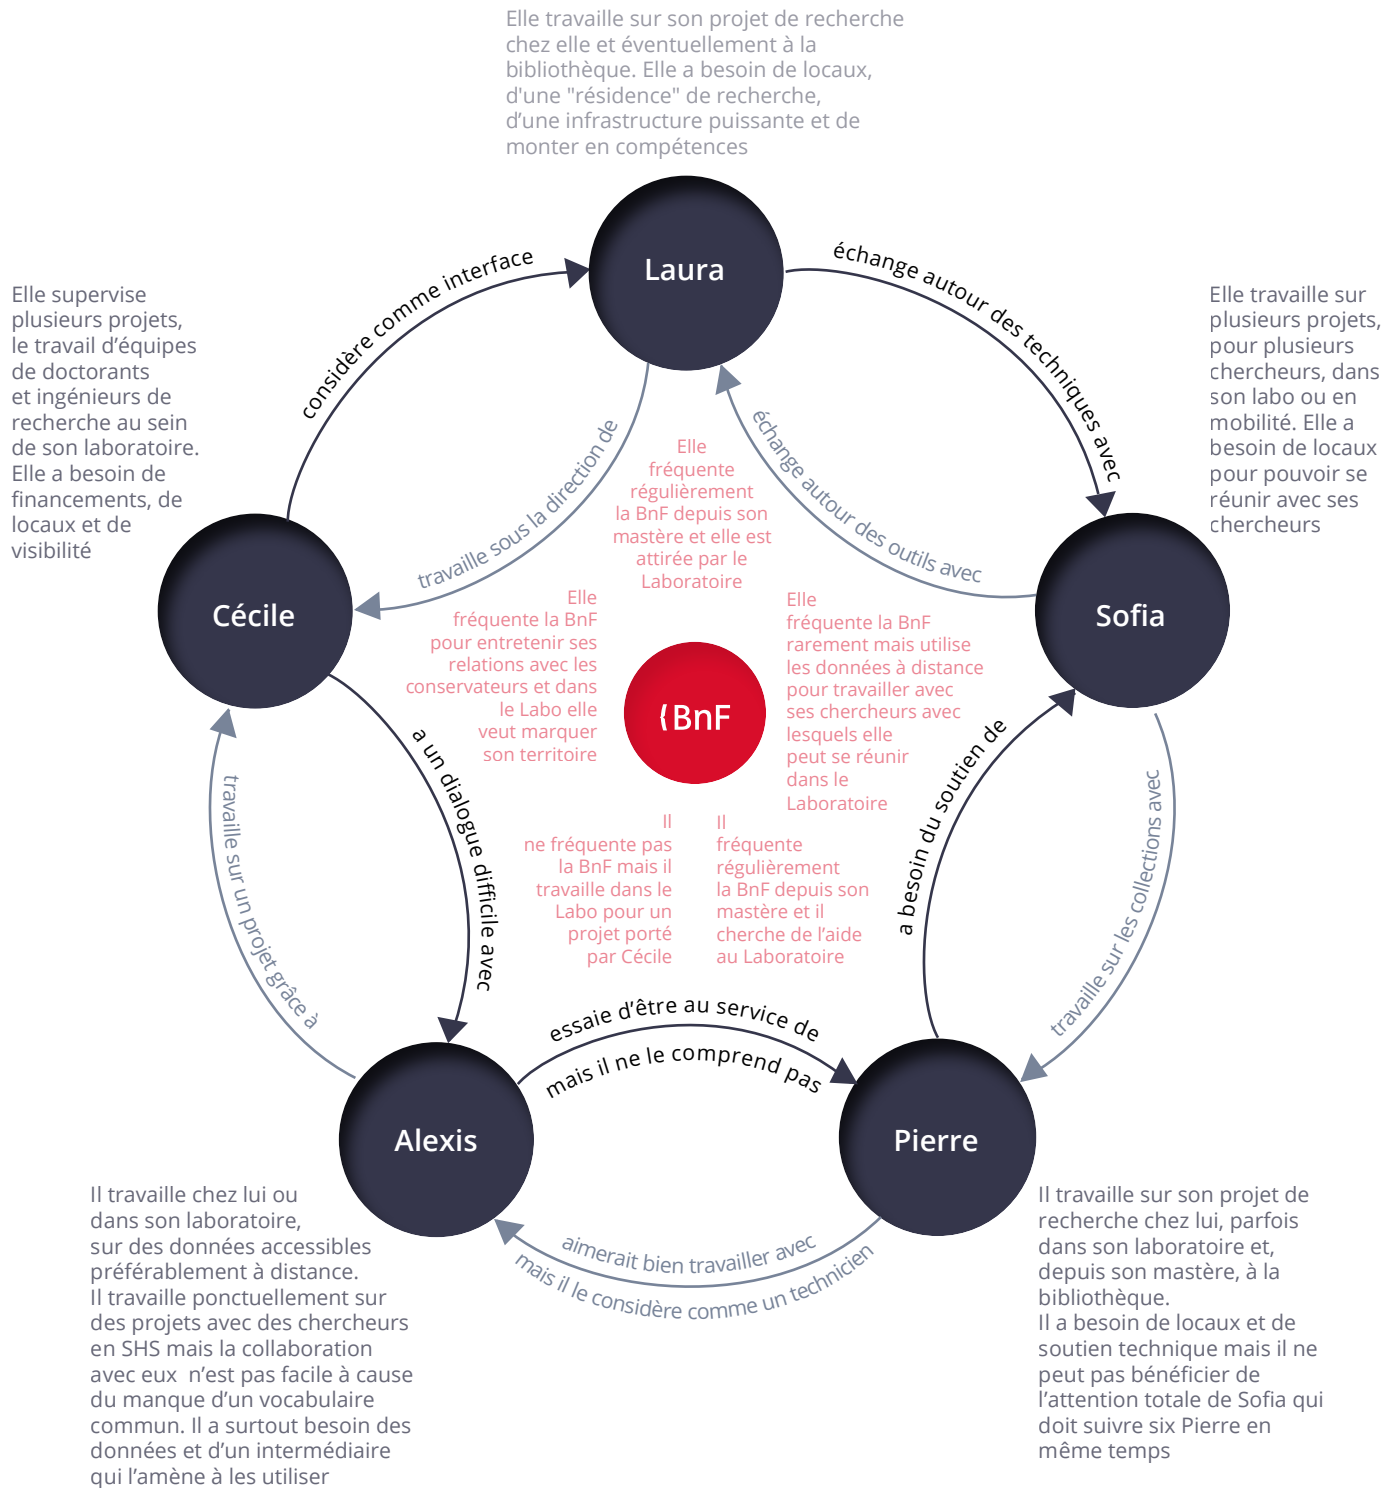 Elle travaille sur son projet de recherche
chez elle et éventuellement à la
bibliothèque. Elle a besoin de locaux,
d'une "résidence" de recherche,
d’une infrastructure puissante et de
monter en compétences
Laura
considère comme interface
échange autour des techniques avec
Elle supervise
plusieurs projets,
le travail d’équipes
de doctorants
et ingénieurs de
recherche au sein
de son laboratoire.
Elle a besoin de
financements, de
locaux et de
visibilité
Elle travaille sur
plusieurs projets,
pour plusieurs
chercheurs, dans
son labo ou en
mobilité. Elle a
besoin de locaux
pour pouvoir se
réunir avec ses
chercheurs
travaille sous la direction de
échange autour des outils avec
Elle
fréquente
régulièrement
la BnF depuis son
mastère et elle est
attirée par le
Laboratoire
Cécile
Sofia
Elle
fréquente la BnF
pour entretenir ses
relations avec les
conservateurs et dans
le Labo elle
veut marquer
son territoire
BnF
Elle
fréquente la BnF
rarement mais utilise
les données à distance
pour travailler avec
ses chercheurs avec
lesquels elle
peut se réunir
dans le
Laboratoire
a un dialogue difficile avec
travaille sur un projet grâce à
a besoin du soutien de
travaille sur les collections avec
Il
ne fréquente pas
la BnF mais il
travaille dans le
Labo pour un
projet porté
par Cécile
Il
fréquente
régulièrement
la BnF depuis son
mastère et il
cherche de l’aide
au Laboratoire
essaie d’être au service de
mais il ne le comprend pas
Alexis
Pierre
aimerait bien travailler avec
mais il le considère comme un technicien
Il travaille chez lui ou
dans son laboratoire,
sur des données accessibles
préférablement à distance.
Il travaille ponctuellement sur
des projets avec des chercheurs
en SHS mais la collaboration
avec eux n’est pas facile à cause
du manque d’un vocabulaire
commun. Il a surtout besoin des
données et d’un intermédiaire
qui l’amène à les utiliser
Il travaille sur son projet de
recherche chez lui, parfois
dans son laboratoire et,
depuis son mastère, à la
bibliothèque.
Il a besoin de locaux et de
soutien technique mais il ne
peut pas bénéficier de
l’attention totale de Sofia qui
doit suivre six Pierre en
même temps